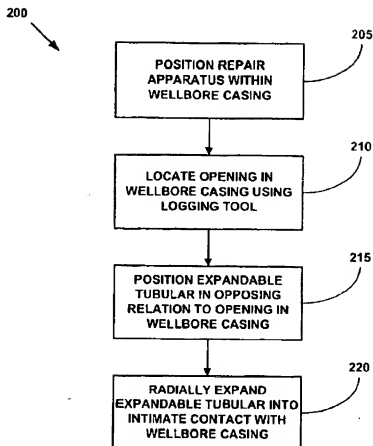 200
205
POSITION REPAIR
APPARATUS WITHIN
WELLBORE CASING
210
LOCATE OPENING IN
WELLBORE CASING USING
LOGGING TOOL
215
POSITION EXPANDABLE
TUBULAR IN OPPOSING
RELATION TO OPENING IN
WELLBORE CASING
220
RADIALLY EXPAND
EXPANDABLE TUBULAR INTO
INTIMATE CONTACT WITH
WELLBORE CASING